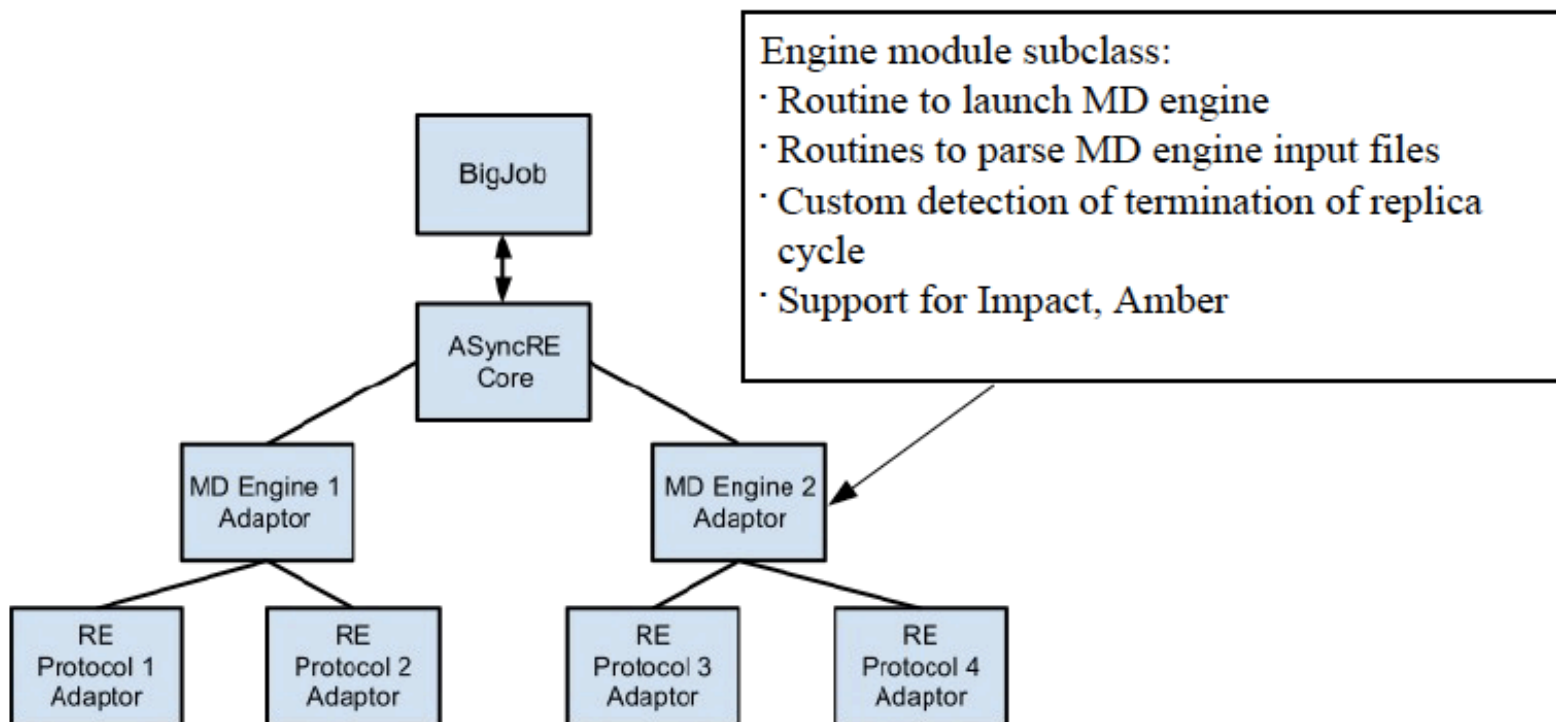 Engine module subclass:
· Routine to launch MD engine
· Routines to parse MD engine input files
· Custom detection of termination of replica
cycle
· Support for Impact, Amber
BigJob
ASyncRE
Core
MD Engine 1
Adaptor
MD Engine 2
Adaptor
RE
Protocol 1
Adaptor
RE
Protocol 2
Adaptor
RE
Protocol 3
Adaptor
RE
Protocol 4
Adaptor